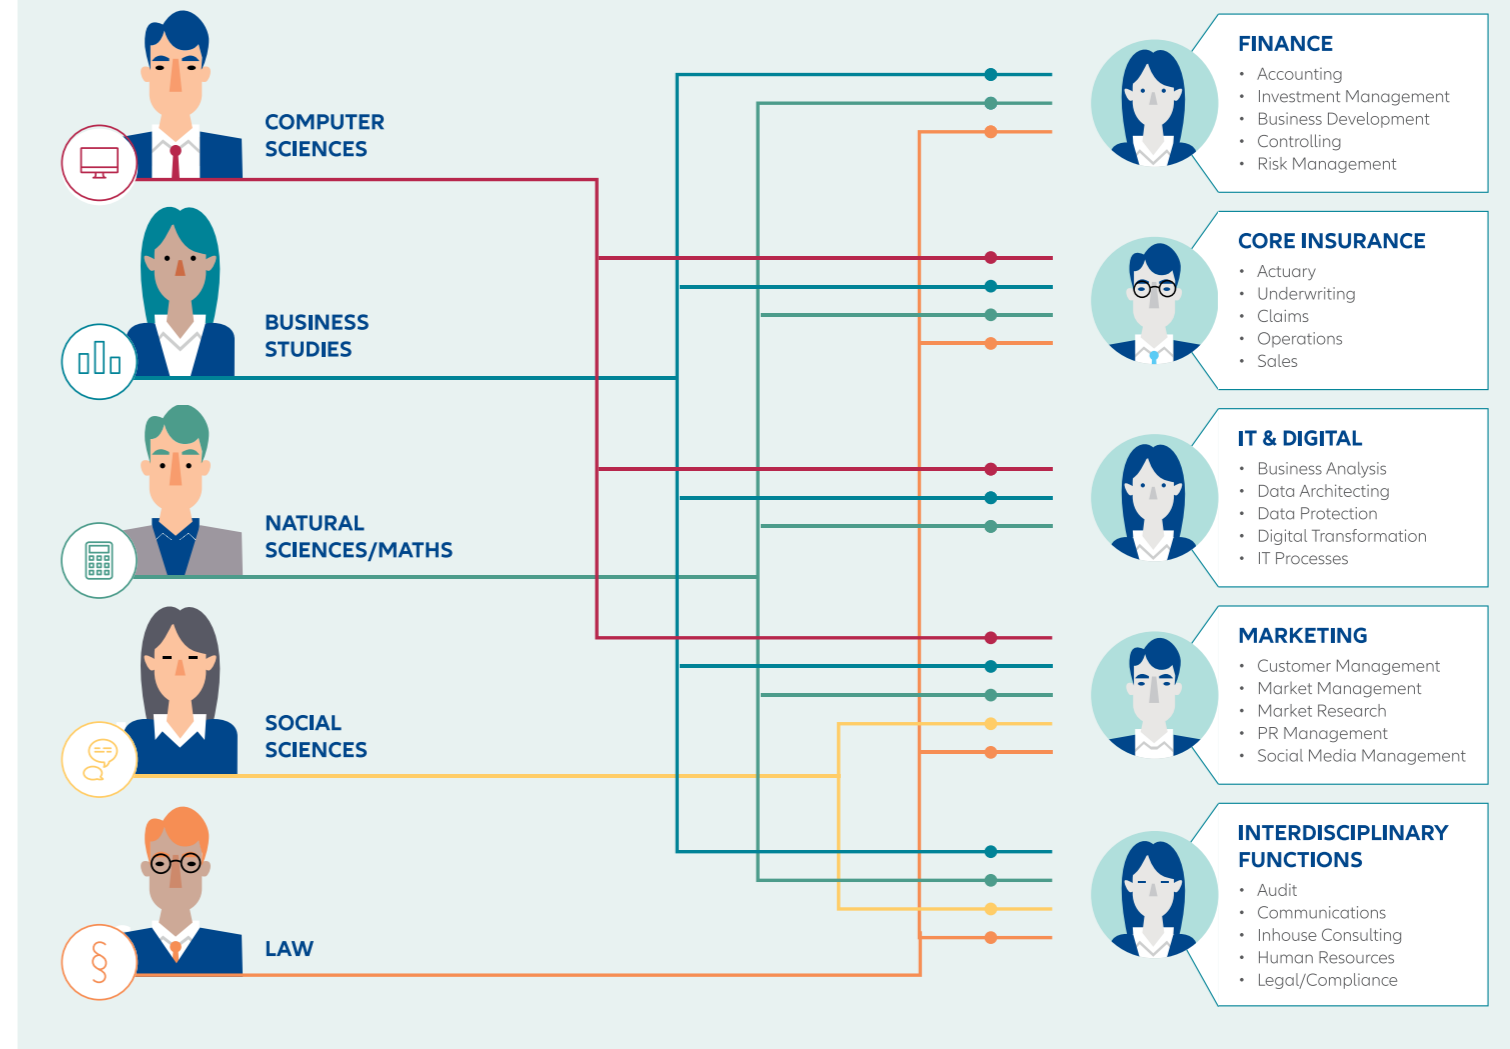 COMPUTER
SCIENCES
BUSINESS
STUDIES
NATURAL
SCIENCES/MATHS
SOCIAL
SCIENCES
§
LAW
FINANCE
• Accounting
• Investment Management
• Business Development
• Controlling
• Risk Management
CORE INSURANCE
• Actuary
• Underwriting
• Claims
• Operations
• Sales
IT & DIGITAL
• Business Analysis
• Data Architecting
• Data Protection
• Digital Transformation
• IT Processes
MARKETING
• Customer Management
• Market Management
• Market Research
• PR Management
• Social Media Management
INTERDISCIPLINARY
FUNCTIONS
• Audit
• Communications
• Inhouse Consulting
• Human Resources
• Legal/Compliance